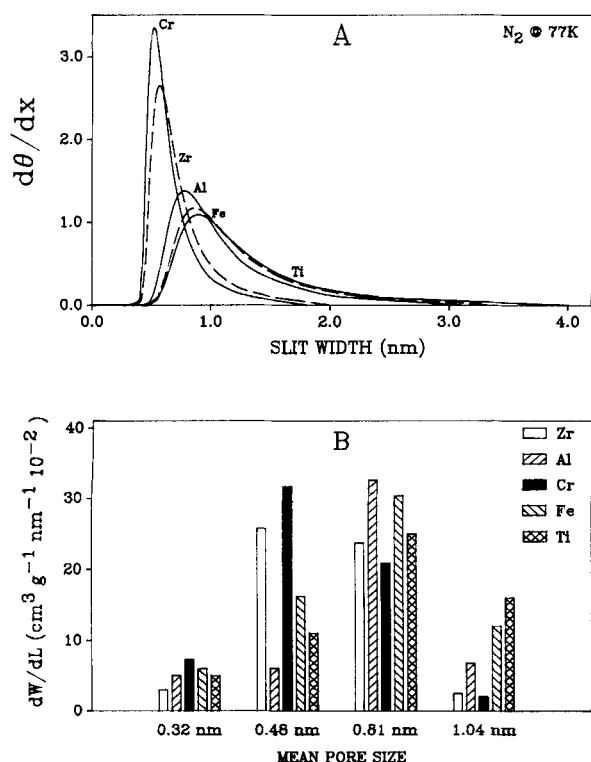 A
N2 @ 77K
Cr
Zr
Al
Fe
Ti
3.0
2.0
1.0
0.0
dθ/dx
0.0 1.0 2.0 3.0 4.0
SLIT WIDTH (nm)
B
Zr
Al
Cr
Fe
Ti
40
30
20
10
0
dW/dL (cm3 g−1 nm−1 10−2)
0.32 nm 0.48 nm 0.81 nm 1.04 nm
MEAN PORE SIZE